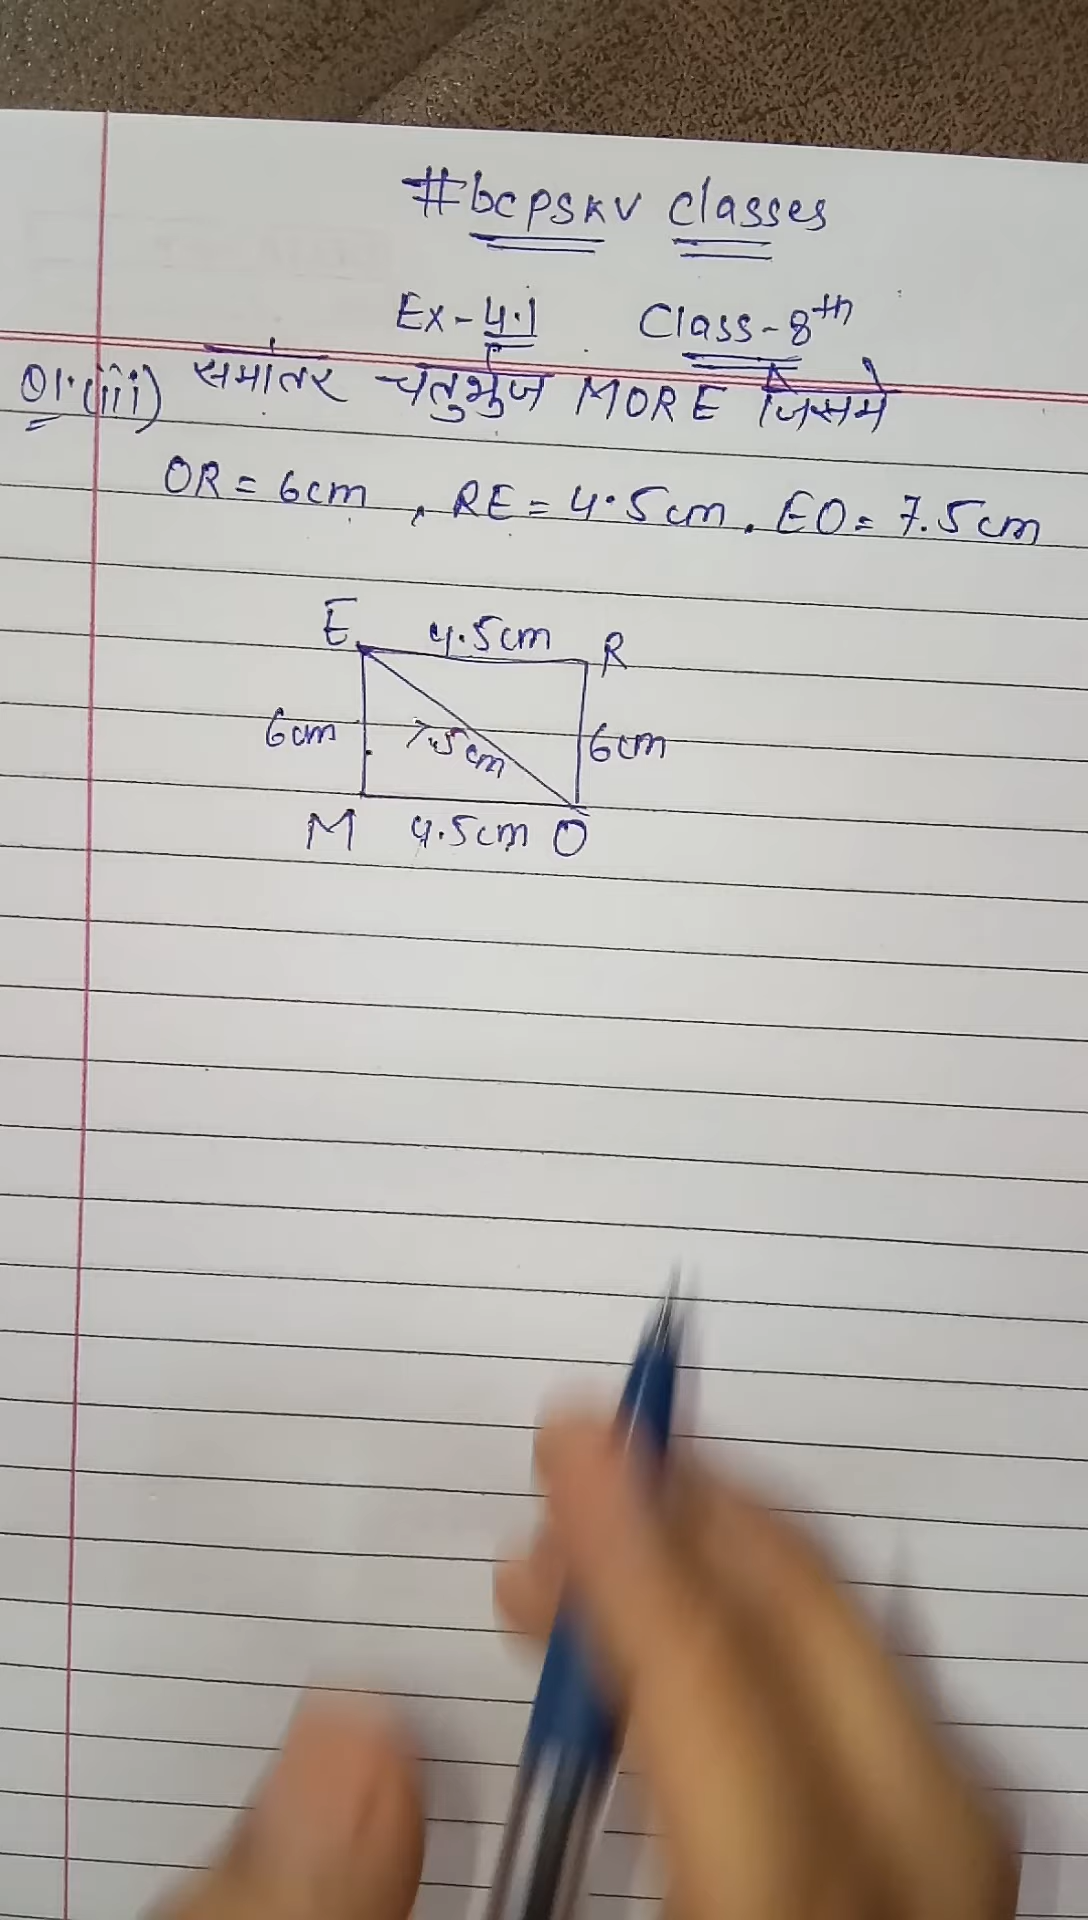 #bcpskv classes
Ex-4.1 Class-8th
Q1.(iii) समांतर चतुर्भुज MORE जिसमें
OR = 6cm , RE = 4.5cm , EO = 7.5cm
E 4.5cm R
6cm 7.5cm 6cm
M 4.5cm O